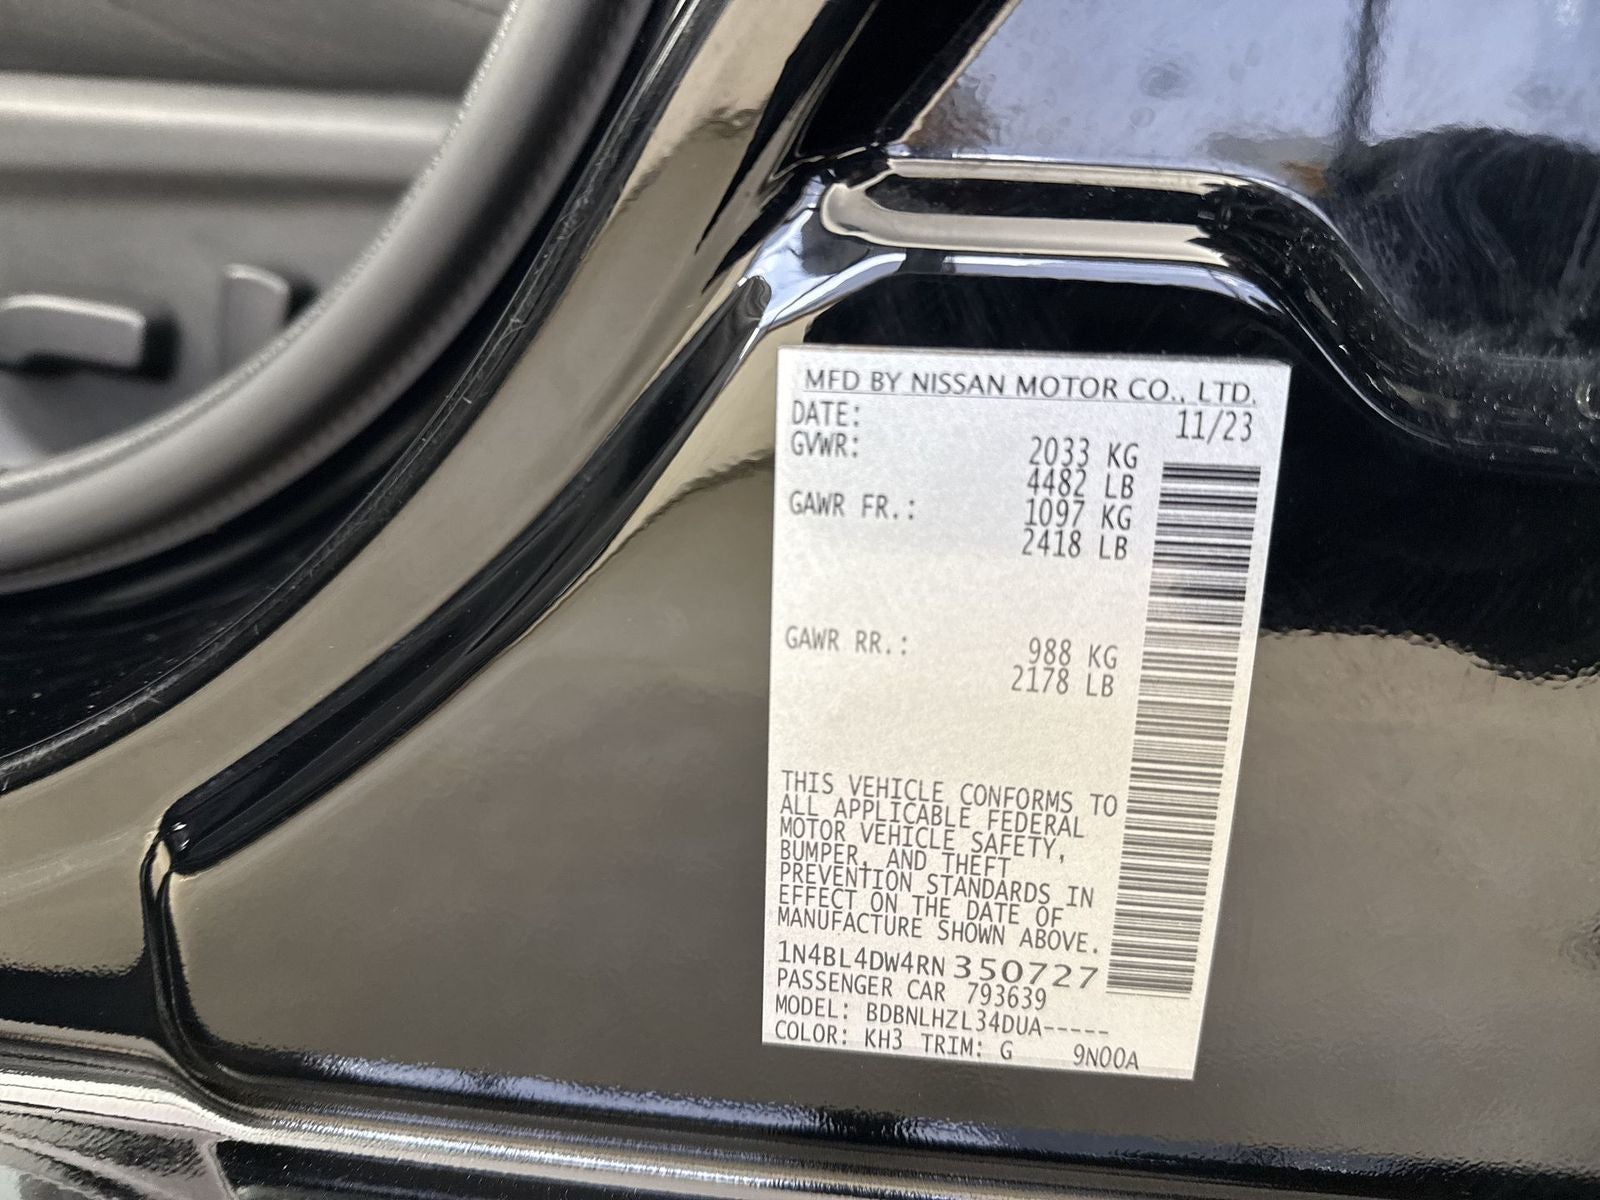 MFD BY NISSAN MOTOR CO., LTD.
DATE: 11/23
GVWR: 2033 KG
4482 LB
GAWR FR.: 1097 KG
2418 LB
GAWR RR.: 988 KG
2178 LB
THIS VEHICLE CONFORMS TO
ALL APPLICABLE FEDERAL
MOTOR VEHICLE SAFETY,
BUMPER, AND THEFT
PREVENTION STANDARDS IN
EFFECT ON THE DATE OF
MANUFACTURE SHOWN ABOVE.
1N4BL4DW4RN350727
PASSENGER CAR 793639
MODEL: BDBNLHZL34DUA-----
COLOR: KH3 TRIM: G 9N00A